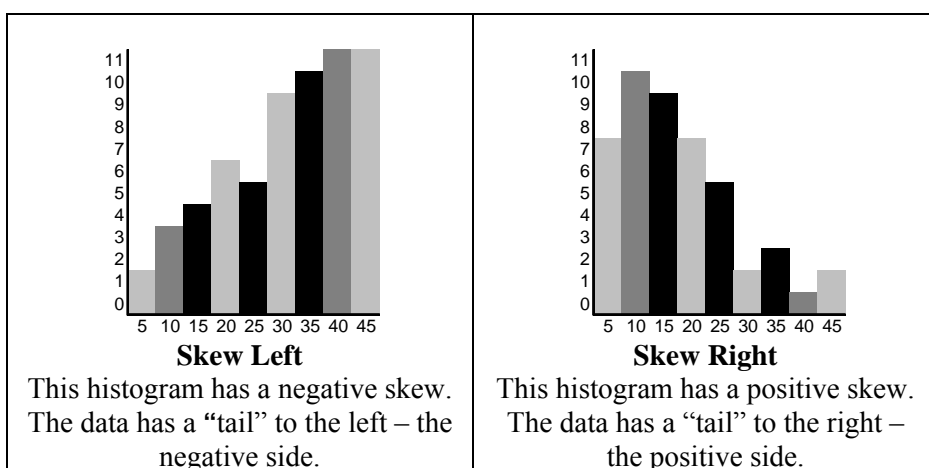 11
10
9
8
7
6
5
4
3
2
1
0
5 10 15 20 25 30 35 40 45
Skew Left
This histogram has a negative skew.
The data has a “tail” to the left – the
negative side.
11
10
9
8
7
6
5
4
3
2
1
0
5 10 15 20 25 30 35 40 45
Skew Right
This histogram has a positive skew.
The data has a “tail” to the right –
the positive side.